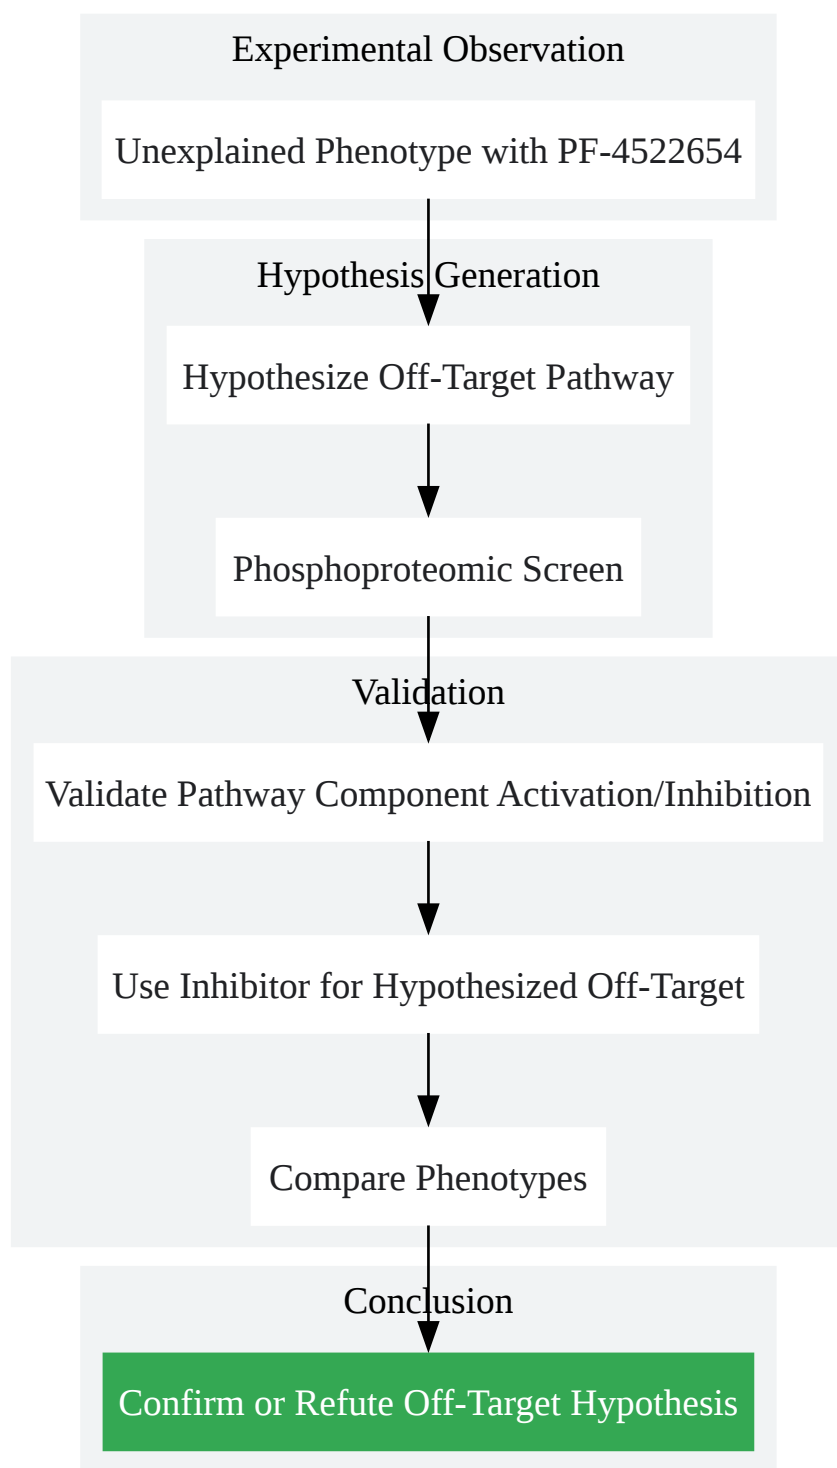 Experimental Observation
Unexplained Phenotype with PF-4522654
Hypothesis Generation
Hypothesize Off-Target Pathway
Phosphoproteomic Screen
Validation
Validate Pathway Component Activation/Inhibition
Use Inhibitor for Hypothesized Off-Target
Compare Phenotypes
Conclusion
Confirm or Refute Off-Target Hypothesis